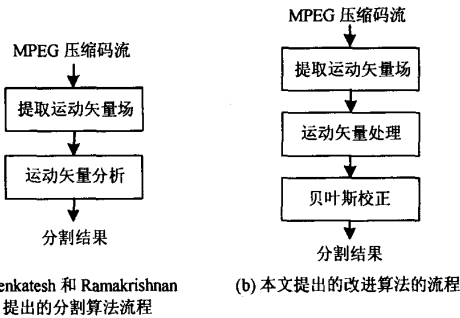 MPEG 压缩码流
提取运动矢量场
运动矢量分析
分割结果
enkatesh 和 Ramakrishnan
提出的分割算法流程
MPEG 压缩码流
提取运动矢量场
运动矢量处理
贝叶斯校正
分割结果
(b) 本文提出的改进算法的流程